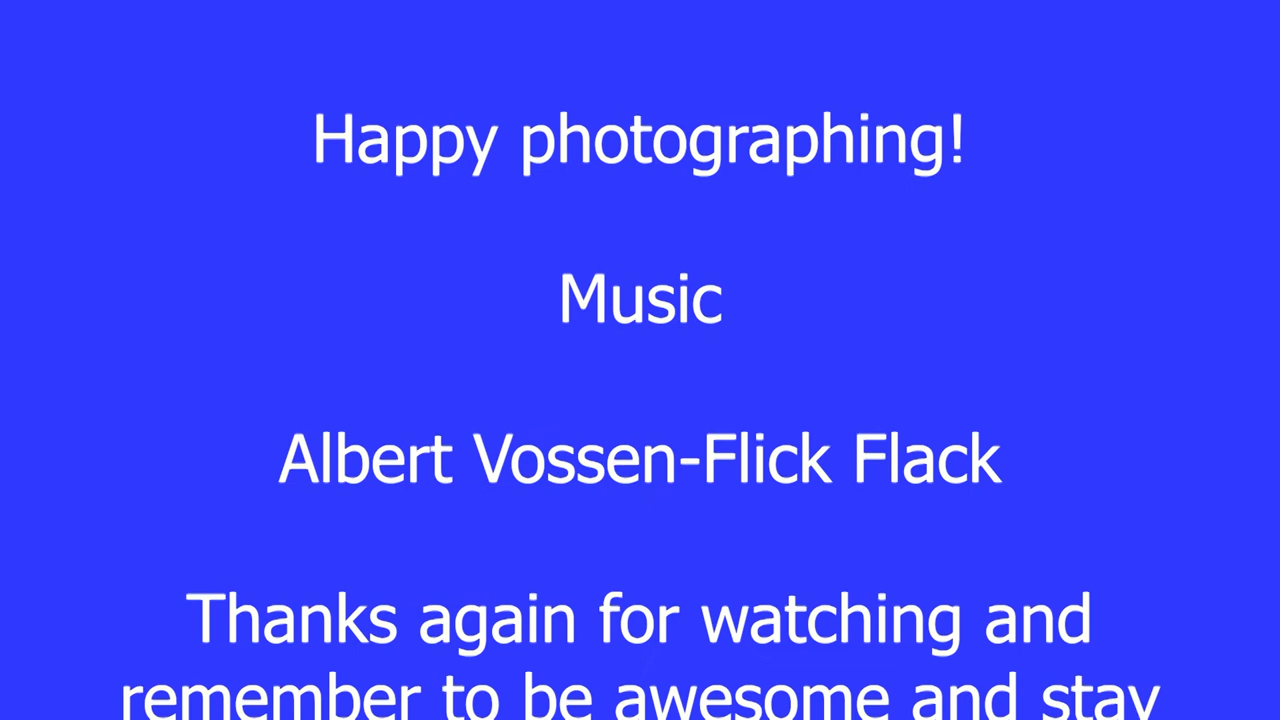 Happy photographing!
Music
Albert Vossen-Flick Flack
Thanks again for watching and
remember to be awesome and stay